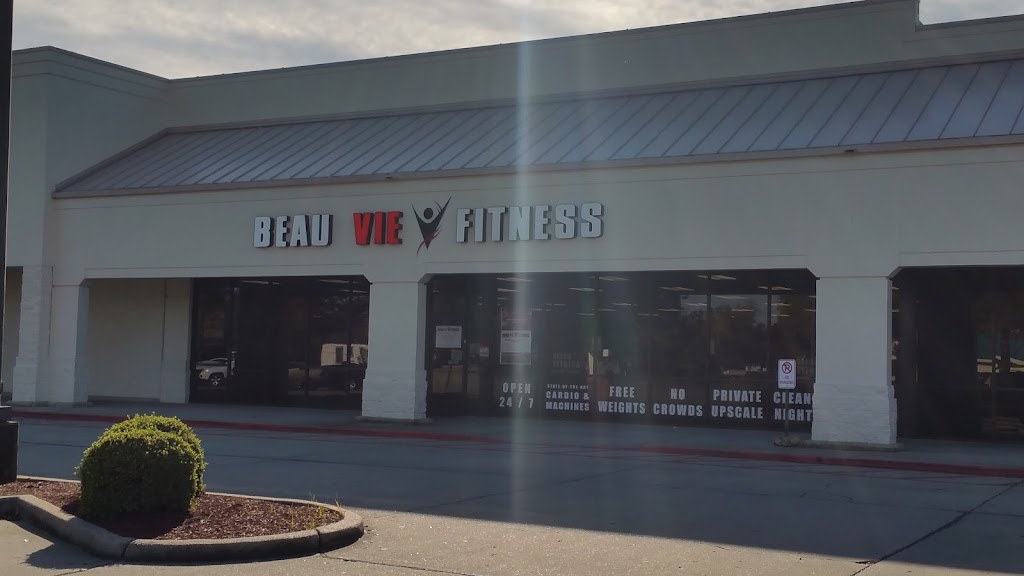 BEAU VIE FITNESS
OPEN
24/7
STATE OF THE ART
CARDIO &
MACHINES
FREE
WEIGHTS
NO
CROWDS
PRIVATE
UPSCALE
CLEAN
NIGHT